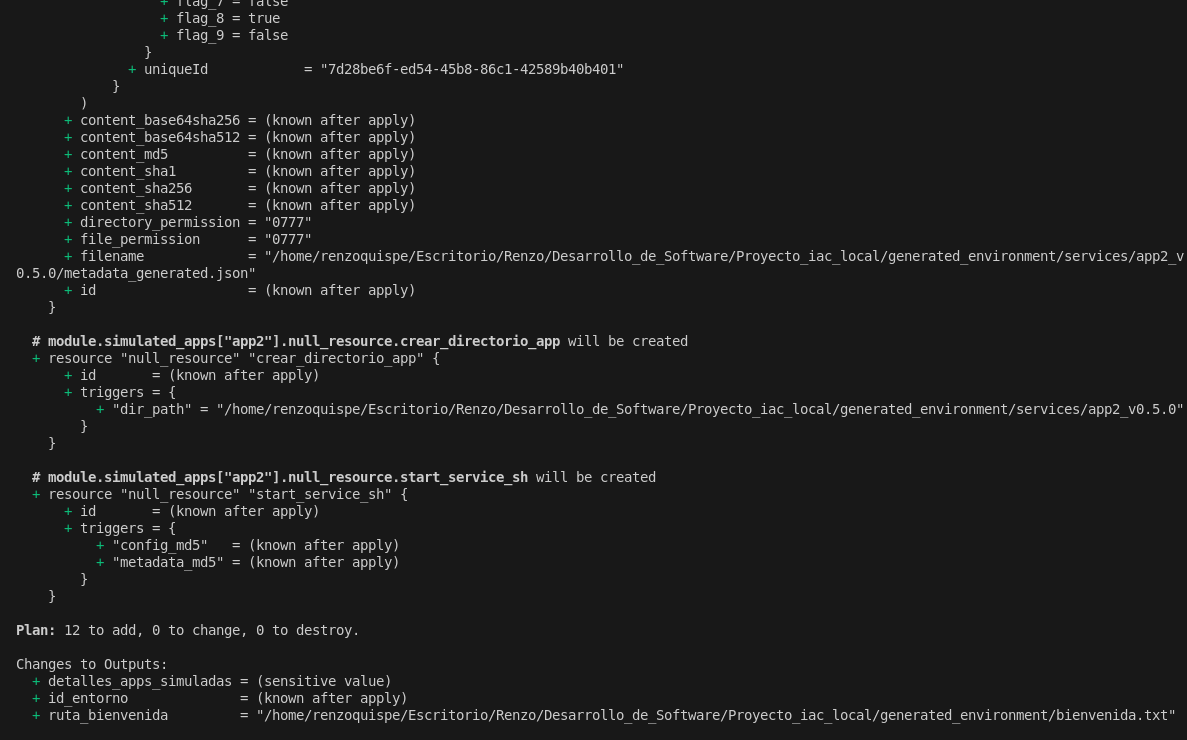 + flag_7 = false
+ flag_8 = true
+ flag_9 = false
}
+ uniqueId            = "7d28be6f-ed54-45b8-86c1-42589b40b401"
}
)
+ content_base64sha256 = (known after apply)
+ content_base64sha512 = (known after apply)
+ content_md5          = (known after apply)
+ content_sha1         = (known after apply)
+ content_sha256       = (known after apply)
+ content_sha512       = (known after apply)
+ directory_permission = "0777"
+ file_permission      = "0777"
+ filename             = "/home/renzoquispe/Escritorio/Renzo/Desarrollo_de_Software/Proyecto_iac_local/generated_environment/services/app2_v
0.5.0/metadata_generated.json"
+ id                   = (known after apply)
}
# module.simulated_apps["app2"].null_resource.crear_directorio_app will be created
+ resource "null_resource" "crear_directorio_app" {
+ id       = (known after apply)
+ triggers = {
+ "dir_path" = "/home/renzoquispe/Escritorio/Renzo/Desarrollo_de_Software/Proyecto_iac_local/generated_environment/services/app2_v0.5.0"
}
}
# module.simulated_apps["app2"].null_resource.start_service_sh will be created
+ resource "null_resource" "start_service_sh" {
+ id       = (known after apply)
+ triggers = {
+ "config_md5"   = (known after apply)
+ "metadata_md5" = (known after apply)
}
}
Plan: 12 to add, 0 to change, 0 to destroy.
Changes to Outputs:
+ detalles_apps_simuladas = (sensitive value)
+ id_entorno              = (known after apply)
+ ruta_bienvenida         = "/home/renzoquispe/Escritorio/Renzo/Desarrollo_de_Software/Proyecto_iac_local/generated_environment/bienvenida.txt"